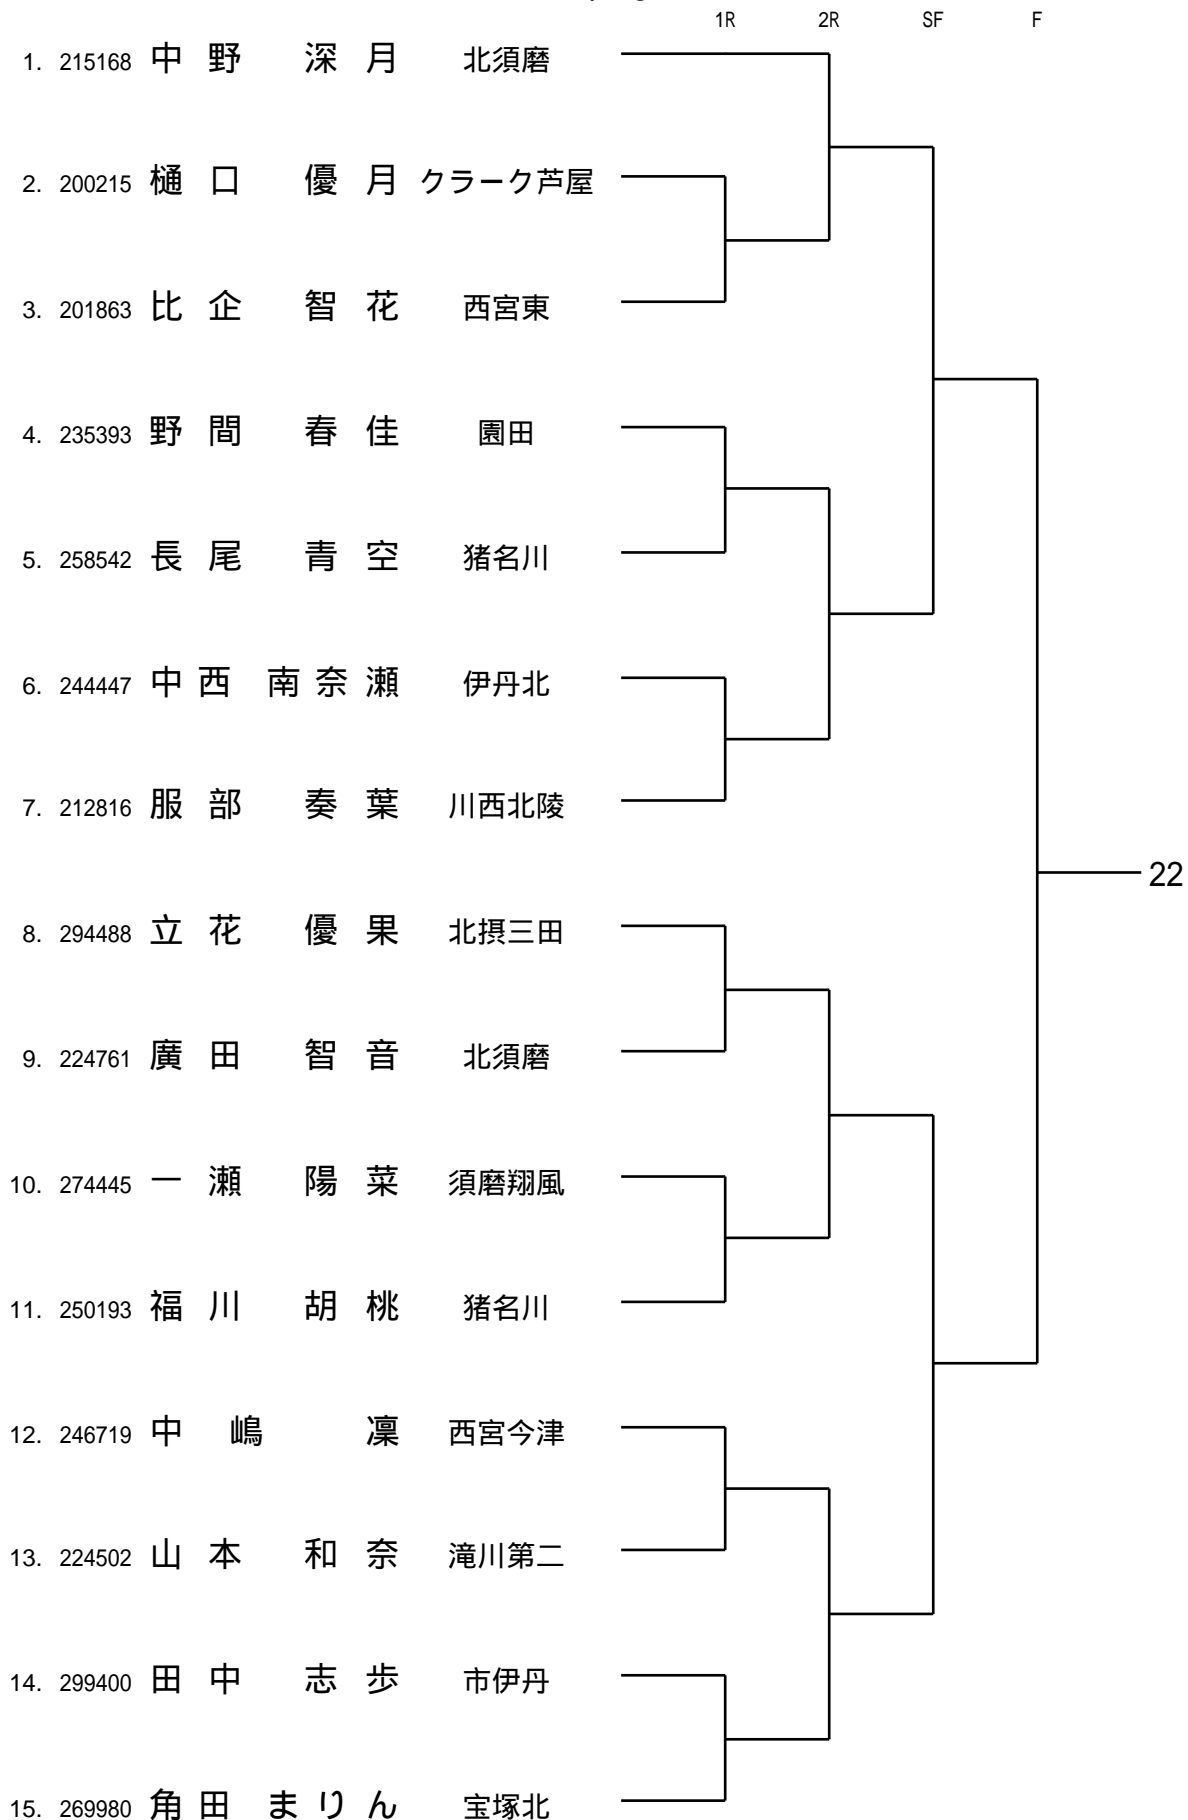 1R 2R SF F
1. 215168 中野 深月 北須磨
2. 200215 樋口 優月 クラーク芦屋
3. 201863 比企 智花 西宮東
4. 235393 野間 春佳 園田
5. 258542 長尾 青空 猪名川
6. 244447 中西 南奈瀬 伊丹北
7. 212816 服部 奏葉 川西北陵
22
8. 294488 立花 優果 北摂三田
9. 224761 廣田 智音 北須磨
10. 274445 一瀬 陽菜 須磨翔風
11. 250193 福川 胡桃 猪名川
12. 246719 中嶋 凜 西宮今津
13. 224502 山本 和奈 滝川第二
14. 299400 田中 志歩 市伊丹
15. 269980 角田 まりん 宝塚北